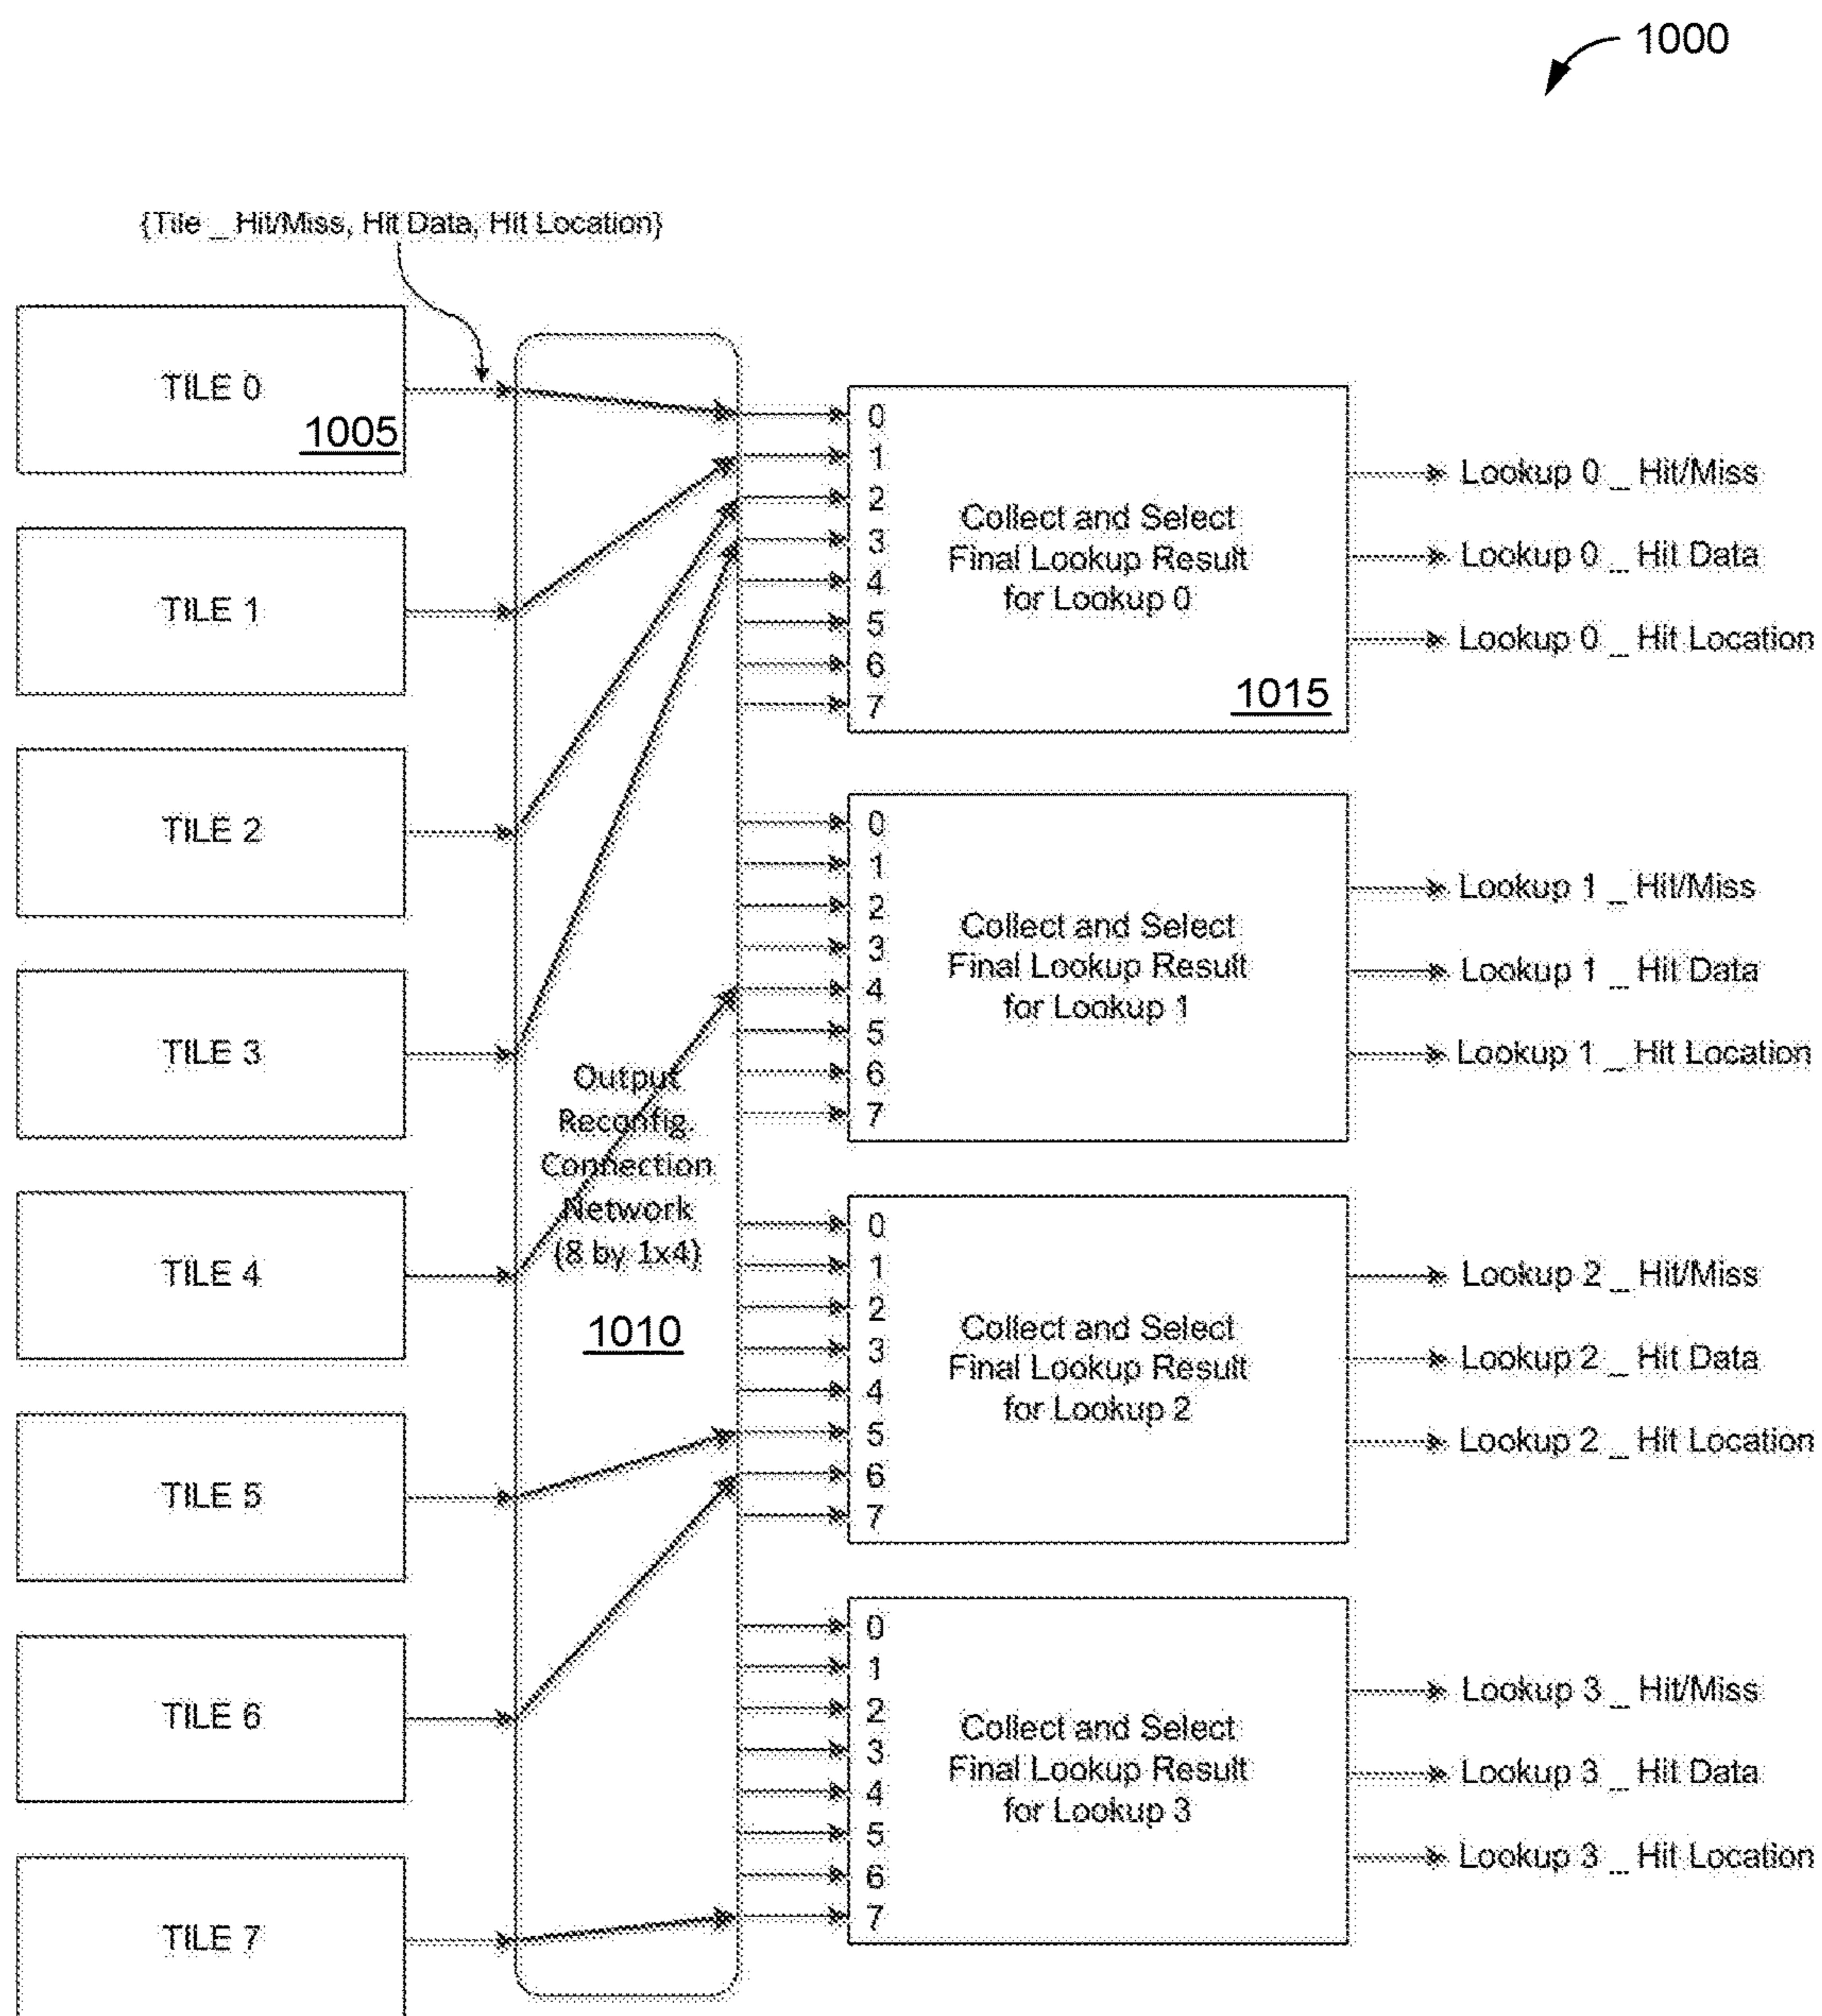 1000
{Tile _ Hit/Miss, Hit Data, Hit Location}
TILE 0
1005
TILE 1
TILE 2
TILE 3
TILE 4
TILE 5
TILE 6
TILE 7
Output
Reconfig.
Connection
Network
(8 by 1x4)
1010
0
1
2
3
4
5
6
7
Collect and Select
Final Lookup Result
for Lookup 0
1015
Lookup 0 _ Hit/Miss
Lookup 0 _ Hit Data
Lookup 0 _ Hit Location
0
1
2
3
4
5
6
7
Collect and Select
Final Lookup Result
for Lookup 1
Lookup 1 _ Hit/Miss
Lookup 1 _ Hit Data
Lookup 1 _ Hit Location
0
1
2
3
4
5
6
7
Collect and Select
Final Lookup Result
for Lookup 2
Lookup 2 _ Hit/Miss
Lookup 2 _ Hit Data
Lookup 2 _ Hit Location
0
1
2
3
4
5
6
7
Collect and Select
Final Lookup Result
for Lookup 3
Lookup 3 _ Hit/Miss
Lookup 3 _ Hit Data
Lookup 3 _ Hit Location